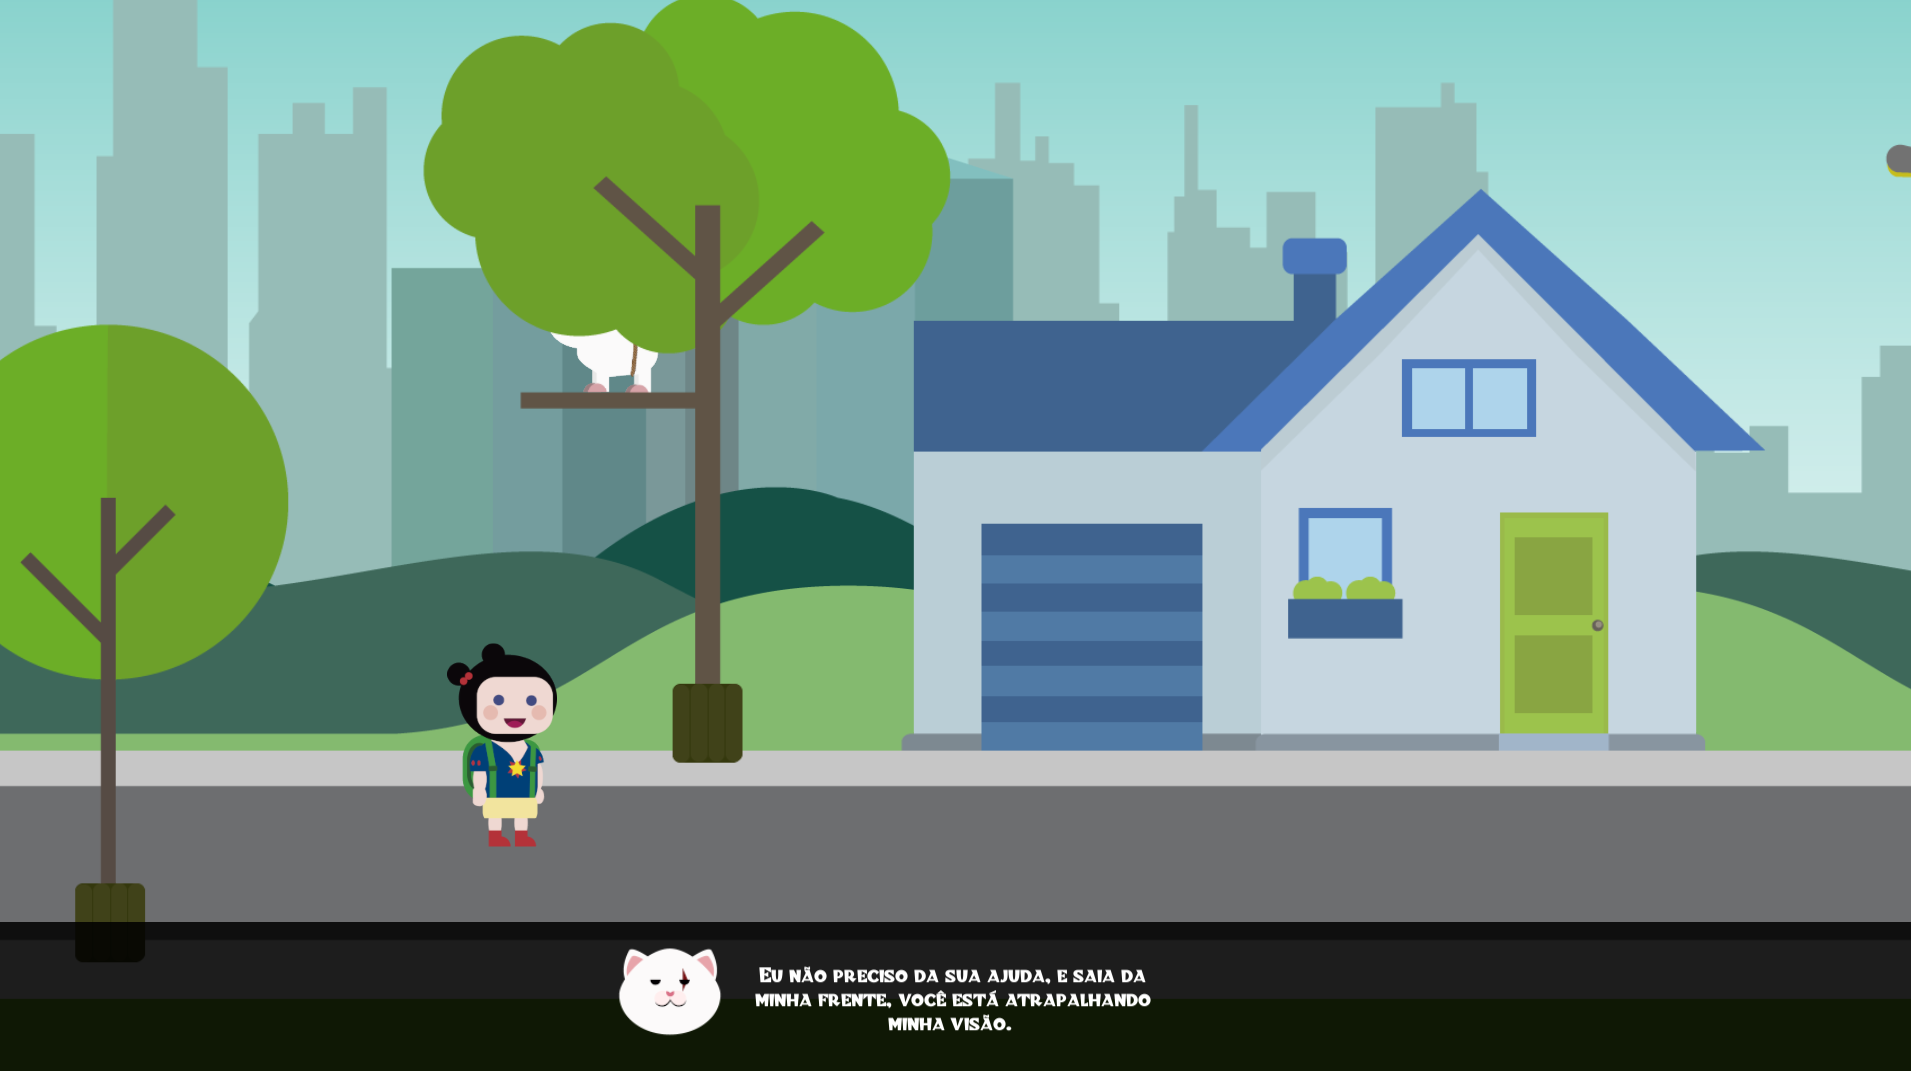 Eu não preciso da sua ajuda, e saia da
minha frente, você está atrapalhando
minha visão.